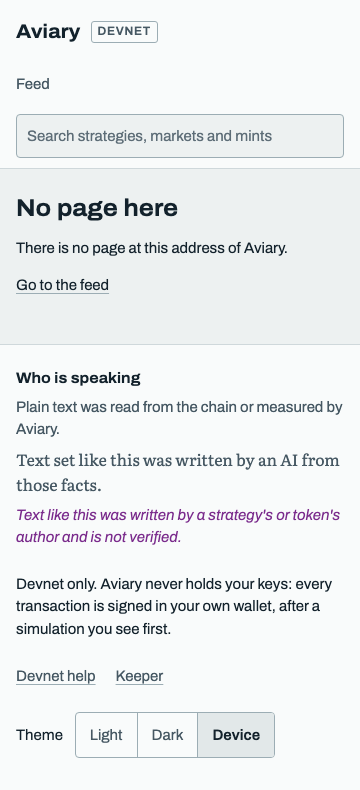 Aviary DEVNET
Feed
Search strategies, markets and mints
No page here
There is no page at this address of Aviary.
Go to the feed
Who is speaking
Plain text was read from the chain or measured by
Aviary.
Text set like this was written by an AI from
those facts.
Text like this was written by a strategy's or token's
author and is not verified.
Devnet only. Aviary never holds your keys: every
transaction is signed in your own wallet, after a
simulation you see first.
Devnet help Keeper
Theme Light Dark Device